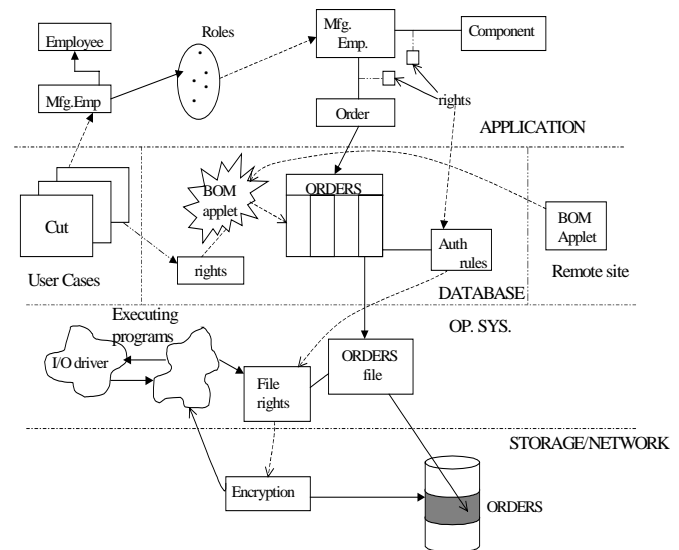 Employee
Roles
Mfg.
Emp.
Component
Mfg.Emp
rights
Order
APPLICATION
BOM
applet
ORDERS
Cut
BOM
Applet
Auth
rules
rights
User Cases
Remote site
DATABASE
Executing
programs
OP. SYS.
I/O driver
ORDERS
file
File
rights
STORAGE/NETWORK
Encryption
ORDERS